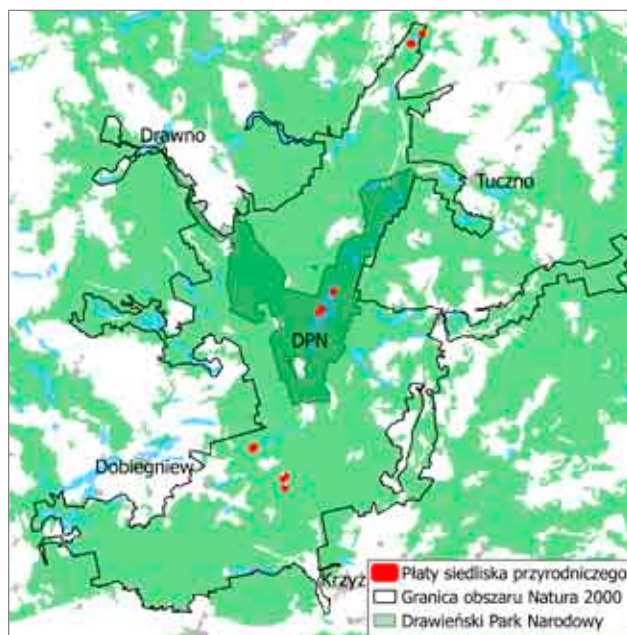 Drawno
Tuczno
DPN
Dobiegniew
Krzyż
Płaty siedliska przyrodniczego
Granica obszaru Natura 2000
Drawieński Park Narodowy